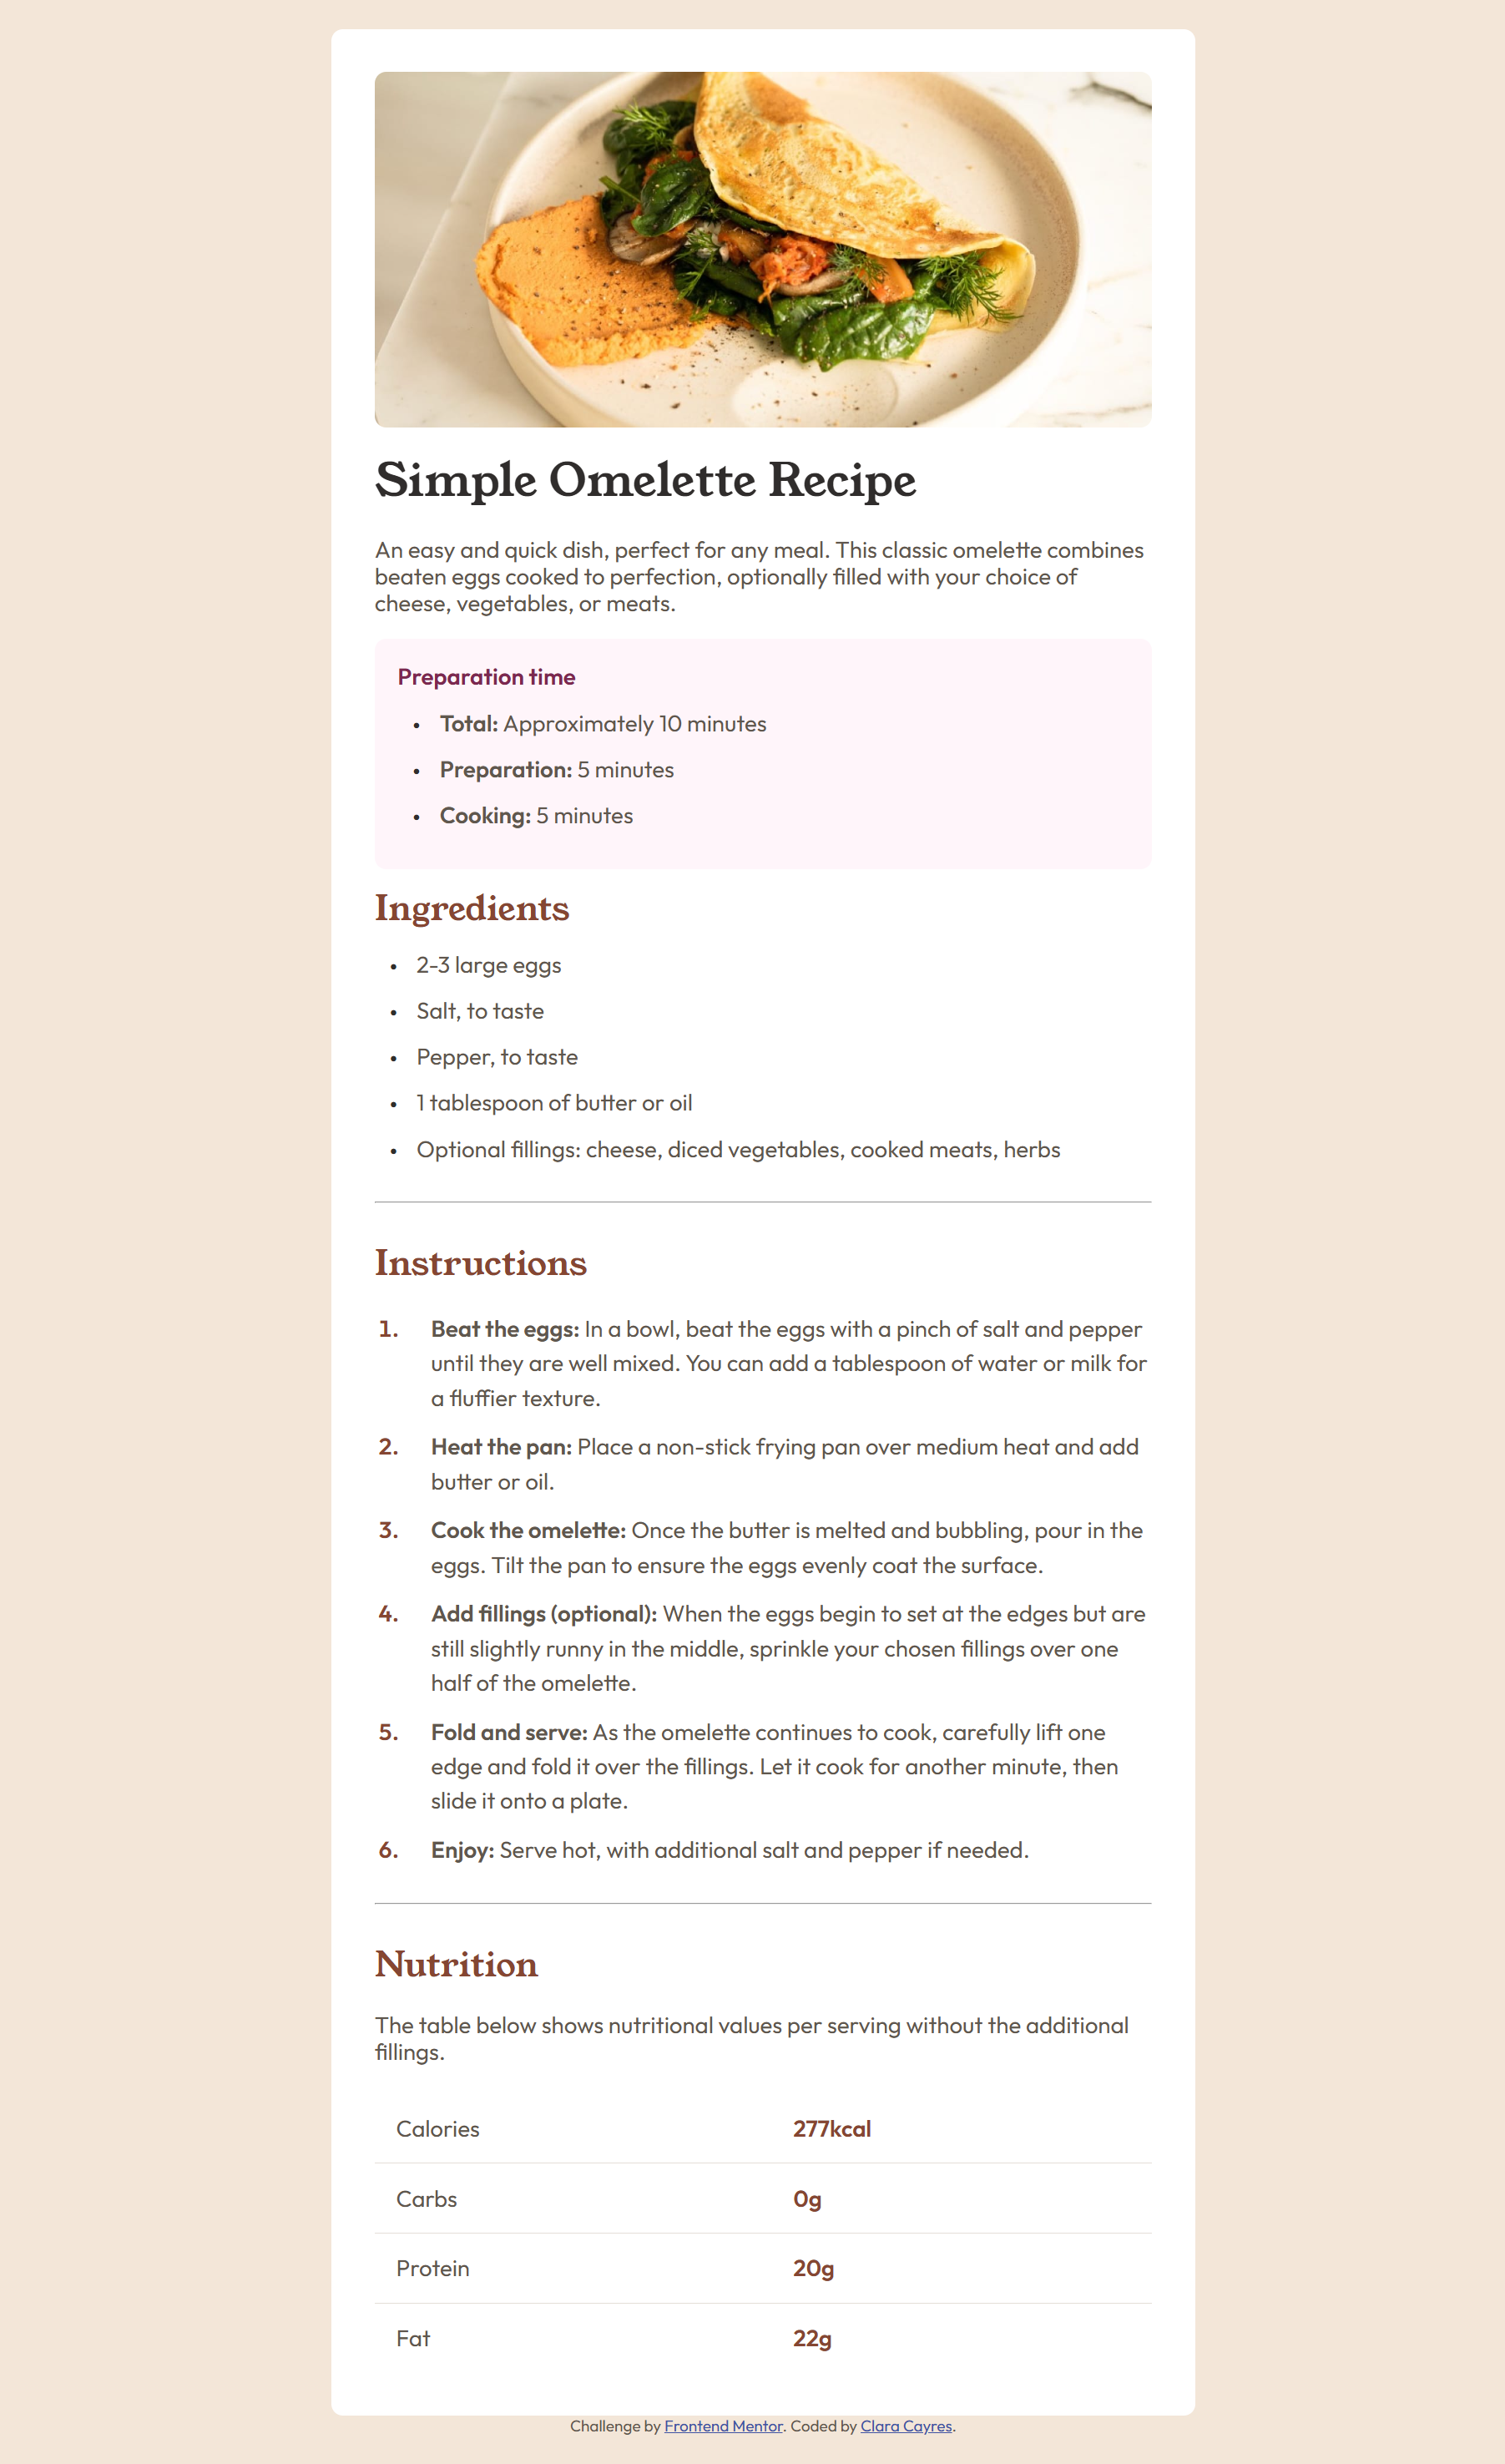 Simple Omelette Recipe
An easy and quick dish, perfect for any meal. This classic omelette combines
beaten eggs cooked to perfection, optionally filled with your choice of
cheese, vegetables, or meats.
Preparation time
• Total: Approximately 10 minutes
• Preparation: 5 minutes
• Cooking: 5 minutes
Ingredients
• 2-3 large eggs
• Salt, to taste
• Pepper, to taste
• 1 tablespoon of butter or oil
• Optional fillings: cheese, diced vegetables, cooked meats, herbs
Instructions
1. Beat the eggs: In a bowl, beat the eggs with a pinch of salt and pepper
until they are well mixed. You can add a tablespoon of water or milk for
a fluffier texture.
2. Heat the pan: Place a non-stick frying pan over medium heat and add
butter or oil.
3. Cook the omelette: Once the butter is melted and bubbling, pour in the
eggs. Tilt the pan to ensure the eggs evenly coat the surface.
4. Add fillings (optional): When the eggs begin to set at the edges but are
still slightly runny in the middle, sprinkle your chosen fillings over one
half of the omelette.
5. Fold and serve: As the omelette continues to cook, carefully lift one
edge and fold it over the fillings. Let it cook for another minute, then
slide it onto a plate.
6. Enjoy: Serve hot, with additional salt and pepper if needed.
Nutrition
The table below shows nutritional values per serving without the additional
fillings.
Calories 277kcal
Carbs 0g
Protein 20g
Fat 22g
Challenge by Frontend Mentor. Coded by Clara Cayres.